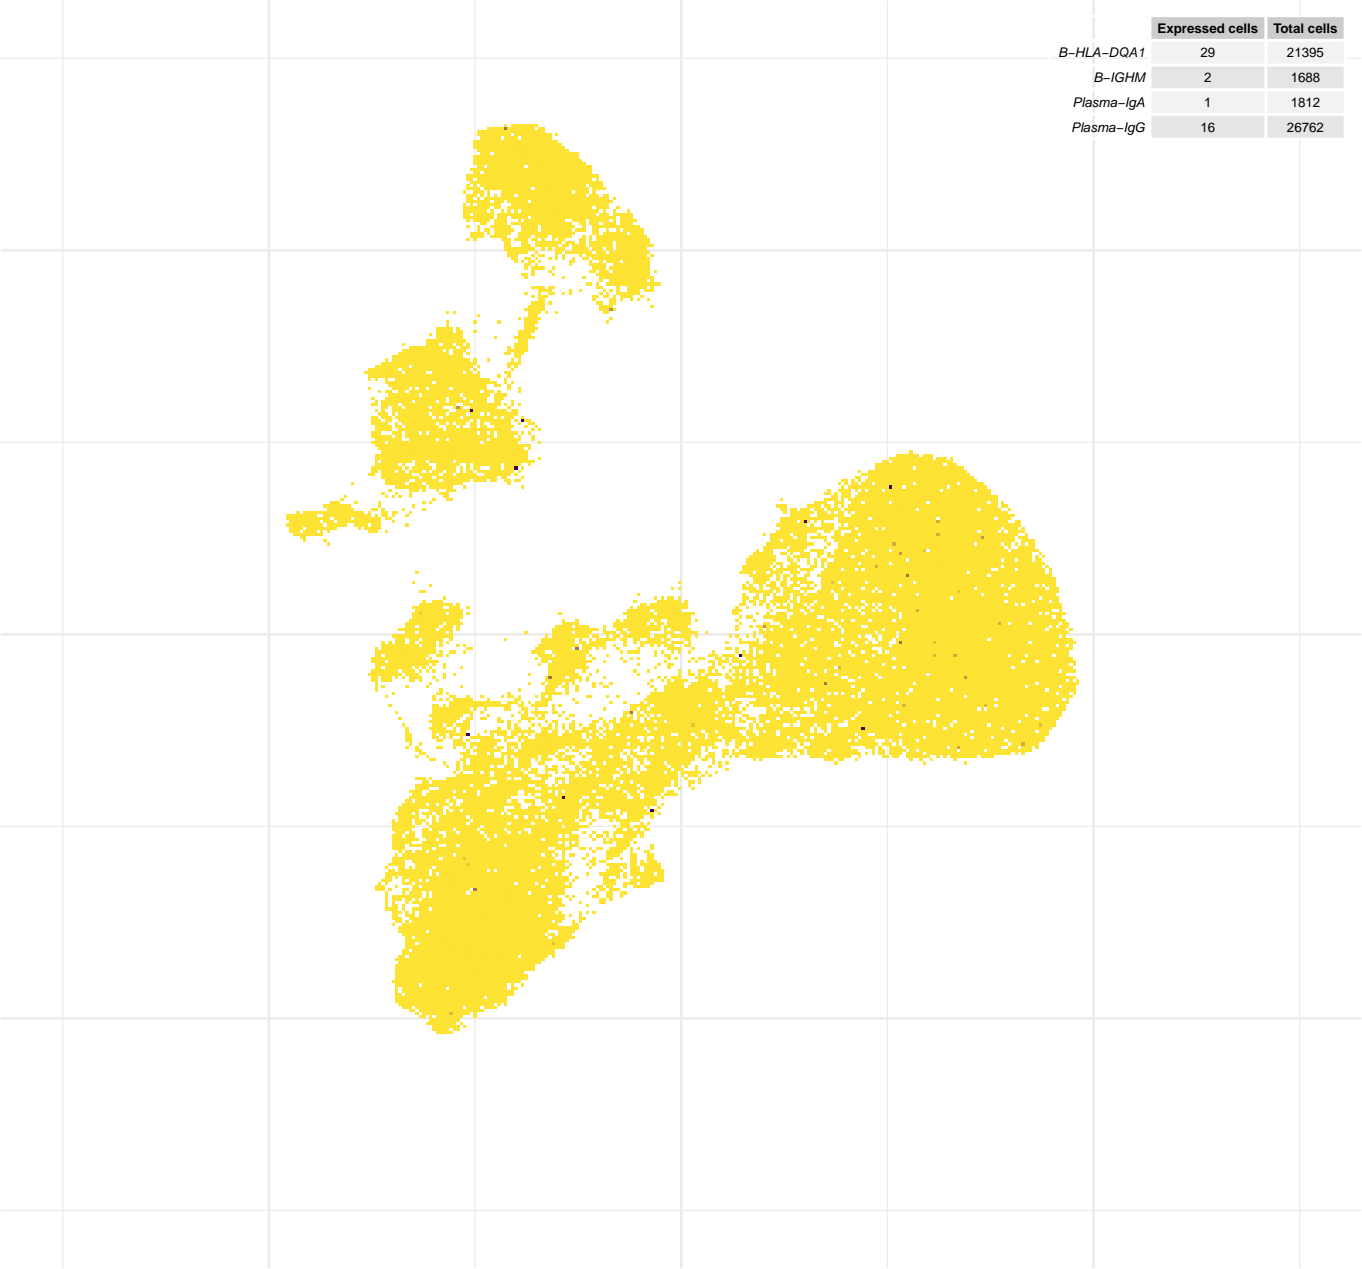 Expressed cells Total cells
B−HLA−DQA1 29 21395
B−IGHM 2 1688
Plasma−IgA 1 1812
Plasma−IgG 16 26762